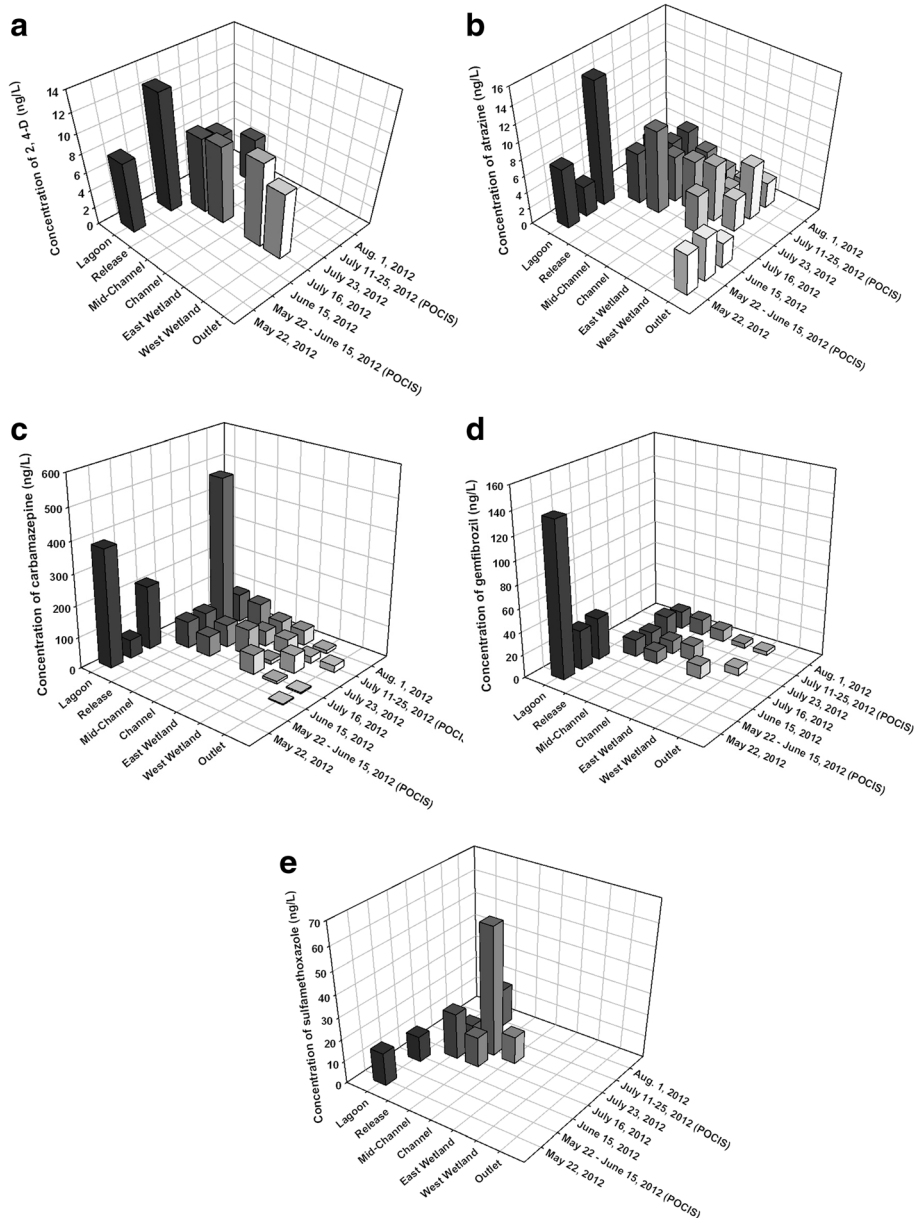 a
Concentration of 2, 4-D (ng/L)
14
12
10
8
6
4
2
0
Lagoon
Release
Mid-Channel
Channel
East Wetland
West Wetland
Outlet
Aug. 1, 2012
July 11-25, 2012 (POCIS)
July 23, 2012
July 16, 2012
June 15, 2012
May 22 - June 15, 2012 (POCIS)
May 22, 2012
b
Concentration of atrazine (ng/L)
16
14
12
10
8
6
4
2
0
Lagoon
Release
Mid-Channel
Channel
East Wetland
West Wetland
Outlet
Aug. 1, 2012
July 11-25, 2012 (POCIS)
July 23, 2012
July 16, 2012
June 15, 2012
May 22 - June 15, 2012 (POCIS)
May 22, 2012
c
Concentration of carbamazepine (ng/L)
600
500
400
300
200
100
0
Lagoon
Release
Mid-Channel
Channel
East Wetland
West Wetland
Outlet
Aug. 1, 2012
July 11-25, 2012 (POCI
July 23, 2012
July 16, 2012
June 15, 2012
May 22 - June 15, 2012 (POCIS)
May 22, 2012
d
Concentration of gemfibrozil (ng/L)
160
140
120
100
80
60
40
20
0
Lagoon
Release
Mid-Channel
Channel
East Wetland
West Wetland
Outlet
Aug. 1, 2012
July 11-25, 2012 (POCIS)
July 23, 2012
July 16, 2012
June 15, 2012
May 22 - June 15, 2012 (POCIS)
May 22, 2012
e
Concentration of sulfamethoxazole (ng/L)
70
60
50
40
30
20
10
0
Lagoon
Release
Mid-Channel
Channel
East Wetland
West Wetland
Outlet
Aug. 1, 2012
July 11-25, 2012 (POCIS)
July 23, 2012
July 16, 2012
June 15, 2012
May 22 - June 15, 2012 (POCIS)
May 22, 2012